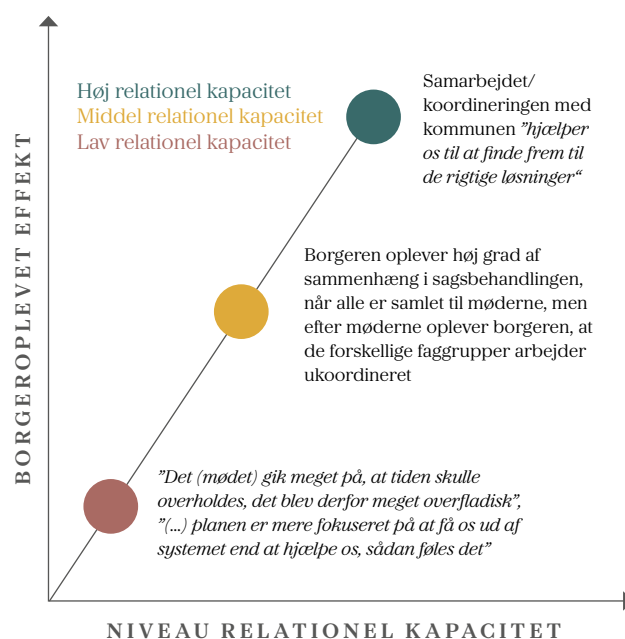 Høj relationel kapacitet
Middel relationel kapacitet
Lav relationel kapacitet
Samarbejdet/
koordineringen med
kommunen ”hjælper
os til at finde frem til
de rigtige løsninger“
Borgeren oplever høj grad af
sammenhæng i sagsbehandlingen,
når alle er samlet til møderne, men
efter møderne oplever borgeren, at
de forskellige faggrupper arbejder
ukoordineret
”Det (mødet) gik meget på, at tiden skulle
overholdes, det blev derfor meget overfladisk”,
”(...) planen er mere fokuseret på at få os ud af
systemet end at hjælpe os, sådan føles det”
BORGEROPLEVET EFFEKT
NIVEAU RELATIONEL KAPACITET